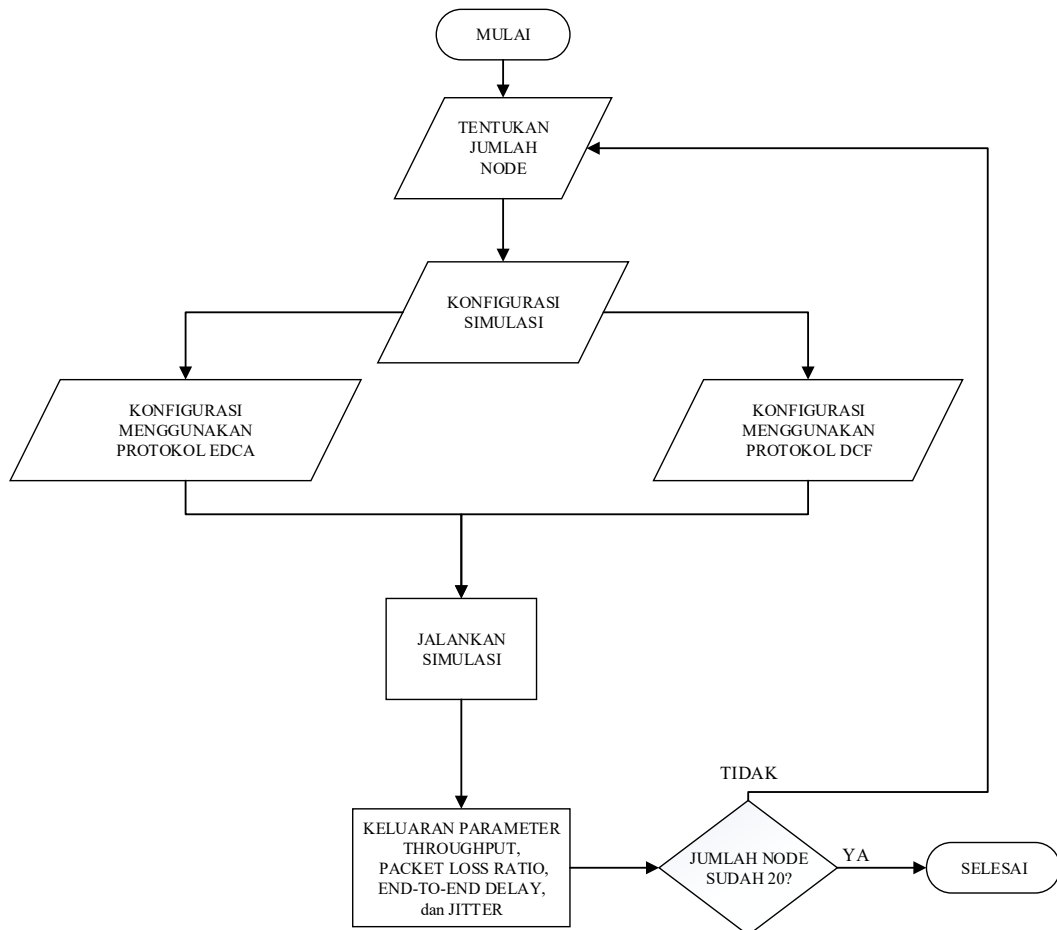 MULAI
TENTUKAN
JUMLAH
NODE
KONFIGURASI
SIMULASI
KONFIGURASI
MENGGUNAKAN
PROTOKOL EDCA
KONFIGURASI
MENGGUNAKAN
PROTOKOL DCF
JALANKAN
SIMULASI
KELUARAN PARAMETER
THROUGHPUT,
PACKET LOSS RATIO,
END-TO-END DELAY,
dan JITTER
TIDAK
JUMLAH NODE
SUDAH 20?
YA
SELESAI